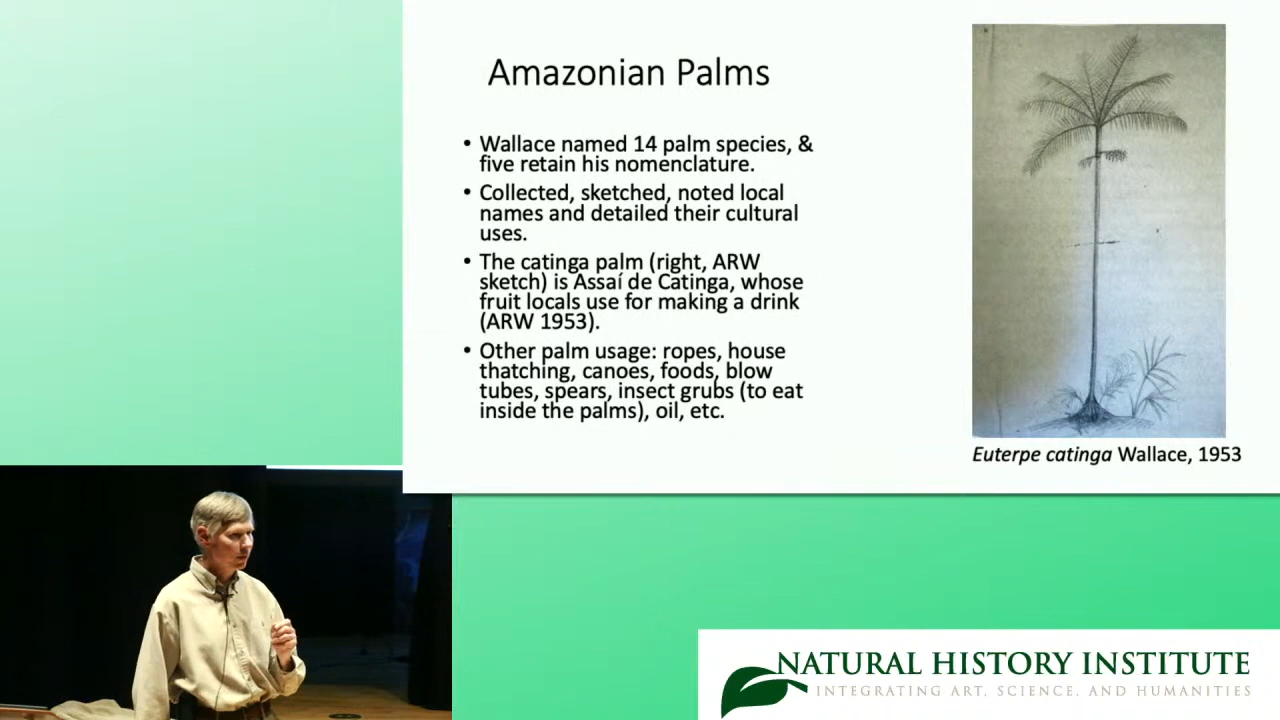 Amazonian Palms
• Wallace named 14 palm species, &
five retain his nomenclature.
• Collected, sketched, noted local
names and detailed their cultural
uses.
• The catinga palm (right, ARW
sketch) is Assaí de Catinga, whose
fruit locals use for making a drink
(ARW 1953).
• Other palm usage: ropes, house
thatching, canoes, foods, blow
tubes, spears, insect grubs (to eat
inside the palms), oil, etc.
Euterpe catinga Wallace, 1953
NATURAL HISTORY INSTITUTE
INTEGRATING ART, SCIENCE, AND HUMANITIES